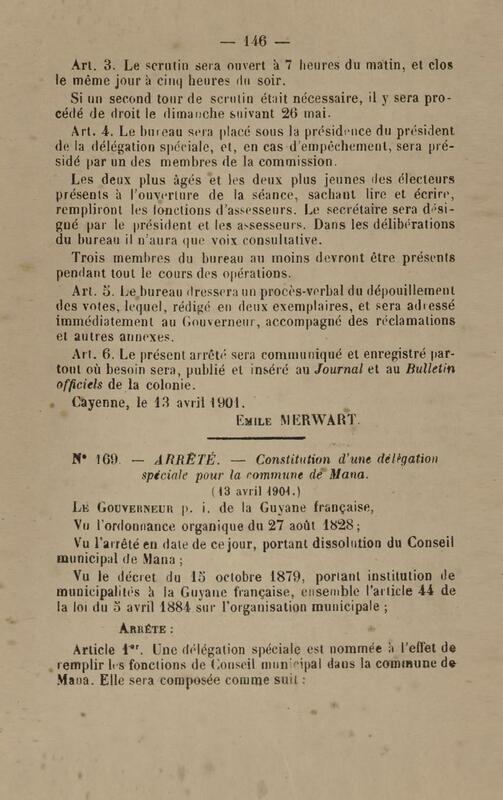 — 146 —
Art. 3. Le scrutin sera ouvert à 7 heures du matin, et clos
le même jour à cinq heures du soir.
Si un second tour de scrutin était nécessaire, il y sera pro-
cédé de droit le dimanche suivant 26 mai.
Art. 4. Le bureau sera placé sous la présidence du président
de la délégation spéciale, et, en cas d'empêchement, sera pré-
sidé par un des membres de la commission.
Les deux plus âgés et les deux plus jeunes des électeurs
présents à l'ouverture de la séance, sachant lire et écrire,
rempliront les fonctions d'assesseurs. Le secrétaire sera dési-
gné par le président et les assesseurs. Dans les délibérations
du bureau il n'aura que voix consultative.
Trois membres du bureau au moins devront être présents
pendant tout le cours des opérations.
Art. 5. Le bureau dressera un procès-verbal du dépouillement
des votes, lequel, rédigé en deux exemplaires, et sera adressé
immédiatement au Gouverneur, accompagné des réclamations
et autres annexes.
Art. 6. Le présent arrêté sera communiqué et enregistré par-
tout où besoin sera, publié et inséré au Journal et au Bulletin
officiels de la colonie.
Cayenne, le 13 avril 1901.
EMILE MERWART.
N° 169. — ARRÊTÉ. — Constitution d'une délégation
spéciale pour la commune de Mana.
(13 avril 1901.)
LE GOUVERNEUR p. i. de la Guyane française,
Vu l'ordonnance organique du 27 août 1828;
Vu l'arrêté en date de ce jour, portant dissolution du Conseil
municipal de Mana;
Vu le décret du 15 octobre 1879, portant institution de
municipalités à la Guyane française, ensemble l'article 44 de
la loi du 5 avril 1884 sur l'organisation municipale;
ARRÊTE:
Article 1er. Une délégation spéciale est nommée à l'effet de
remplir les fonctions de Conseil municipal dans la commune de
Mana. Elle sera composée comme suit: